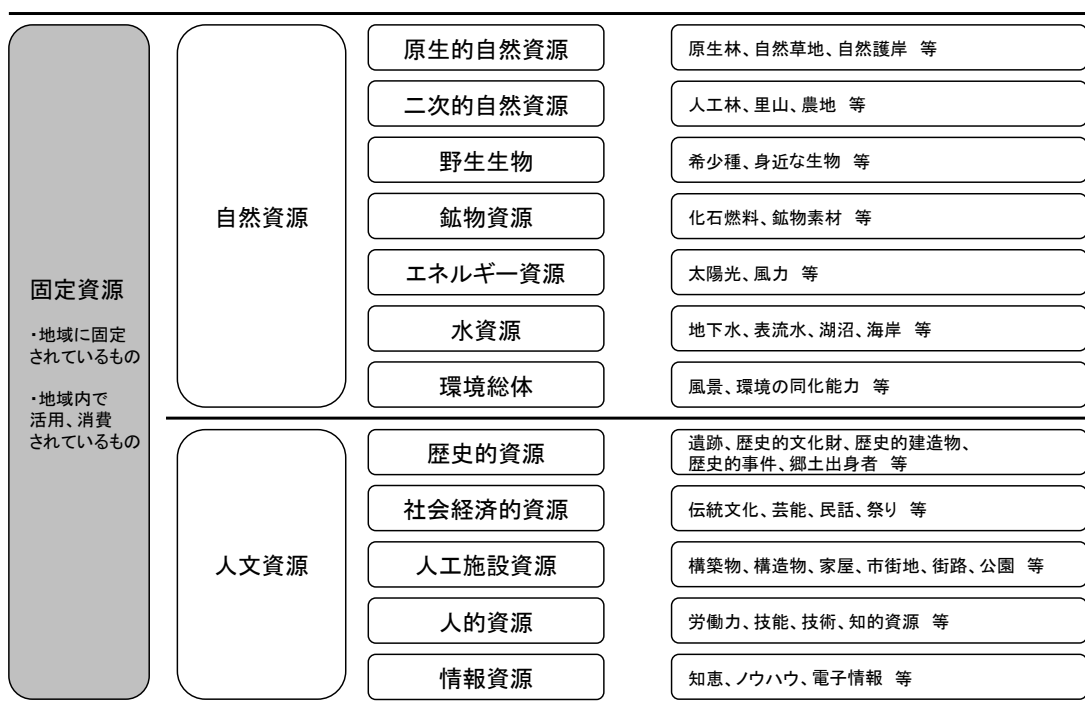 固定資源
・地域に固定
されているもの
・地域内で
活用、消費
されているもの
自然資源
原生的自然資源
原生林、自然草地、自然護岸 等
二次的自然資源
人工林、里山、農地 等
野生生物
希少種、身近な生物 等
鉱物資源
化石燃料、鉱物素材 等
エネルギー資源
太陽光、風力 等
水資源
地下水、表流水、湖沼、海岸 等
環境総体
風景、環境の同化能力 等
人文資源
歴史的資源
遺跡、歴史的文化財、歴史的建造物、
歴史的事件、郷土出身者 等
社会経済的資源
伝統文化、芸能、民話、祭り 等
人工施設資源
構築物、構造物、家屋、市街地、街路、公園 等
人的資源
労働力、技能、技術、知的資源 等
情報資源
知恵、ノウハウ、電子情報 等